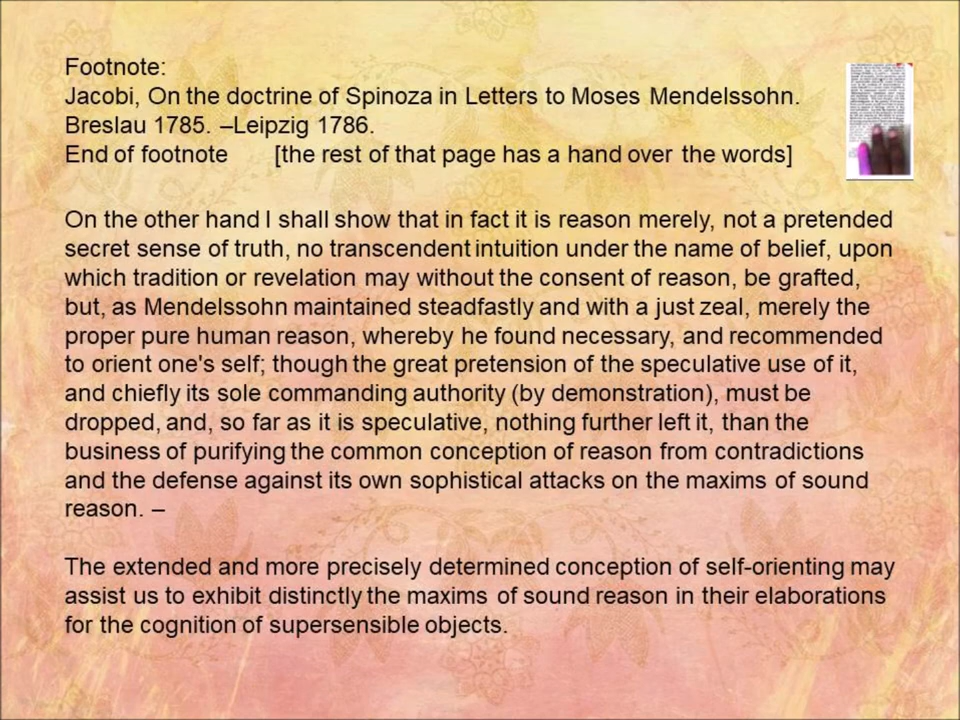 Footnote:
Jacobi, On the doctrine of Spinoza in Letters to Moses Mendelssohn.
Breslau 1785. –Leipzig 1786.
End of footnote [the rest of that page has a hand over the words]
On the other hand I shall show that in fact it is reason merely, not a pretended
secret sense of truth, no transcendent intuition under the name of belief, upon
which tradition or revelation may without the consent of reason, be grafted,
but, as Mendelssohn maintained steadfastly and with a just zeal, merely the
proper pure human reason, whereby he found necessary, and recommended
to orient one's self; though the great pretension of the speculative use of it,
and chiefly its sole commanding authority (by demonstration), must be
dropped, and, so far as it is speculative, nothing further left it, than the
business of purifying the common conception of reason from contradictions
and the defense against its own sophistical attacks on the maxims of sound
reason. –
The extended and more precisely determined conception of self-orienting may
assist us to exhibit distinctly the maxims of sound reason in their elaborations
for the cognition of supersensible objects.